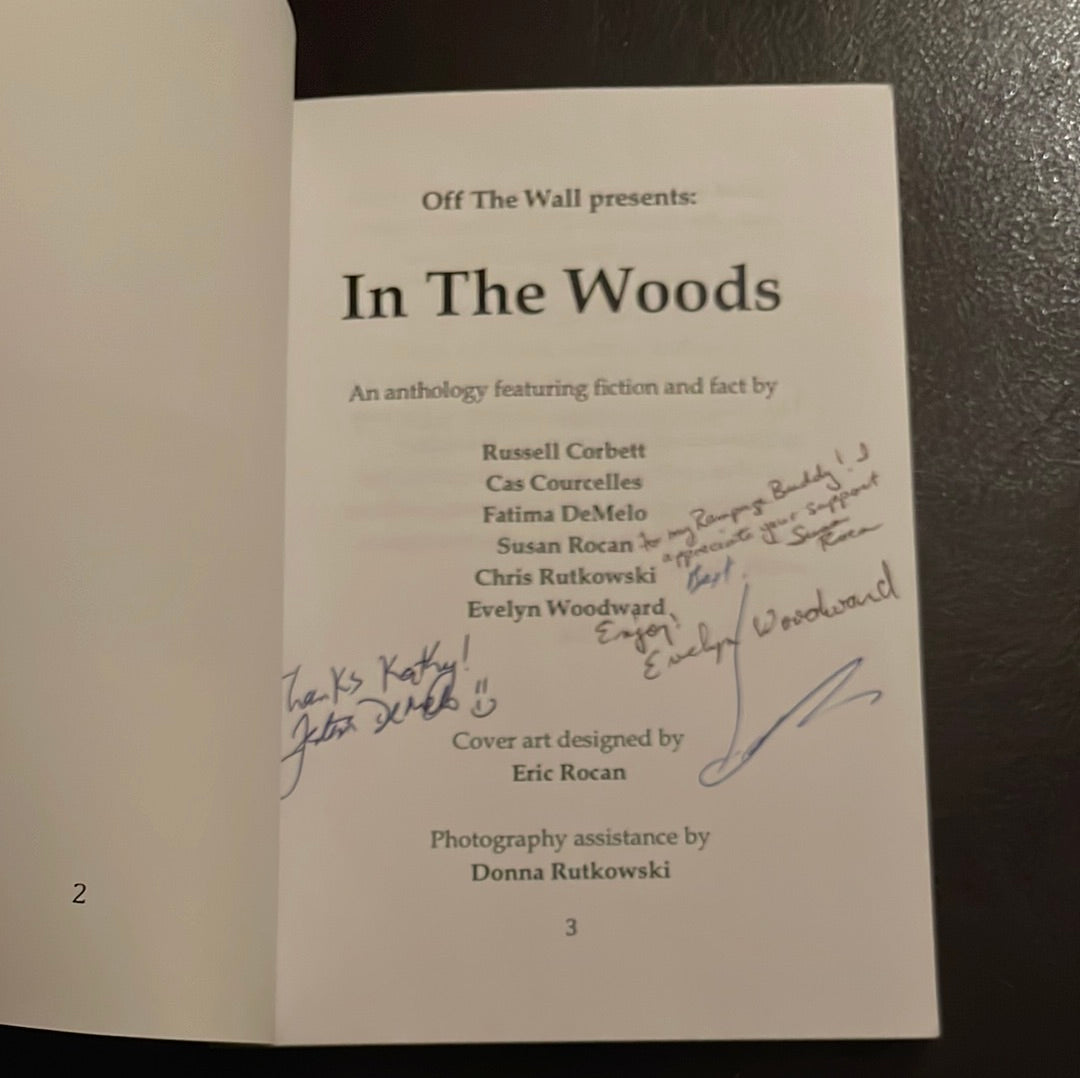 Off The Wall presents:
In The Woods
An anthology featuring fiction and fact by
Russell Corbett
Cas Courcelles
Fatima DeMelo
Susan Rocan to my Rampage Buddy! I
appreciate your support
Susan
Rocan
Chris Rutkowski Best,
Evelyn Woodward
Enjoy!
Evelyn Woodward
Thanks Kathy!
Fatima DeMelo
Cover art designed by
Eric Rocan
Photography assistance by
Donna Rutkowski
2
3